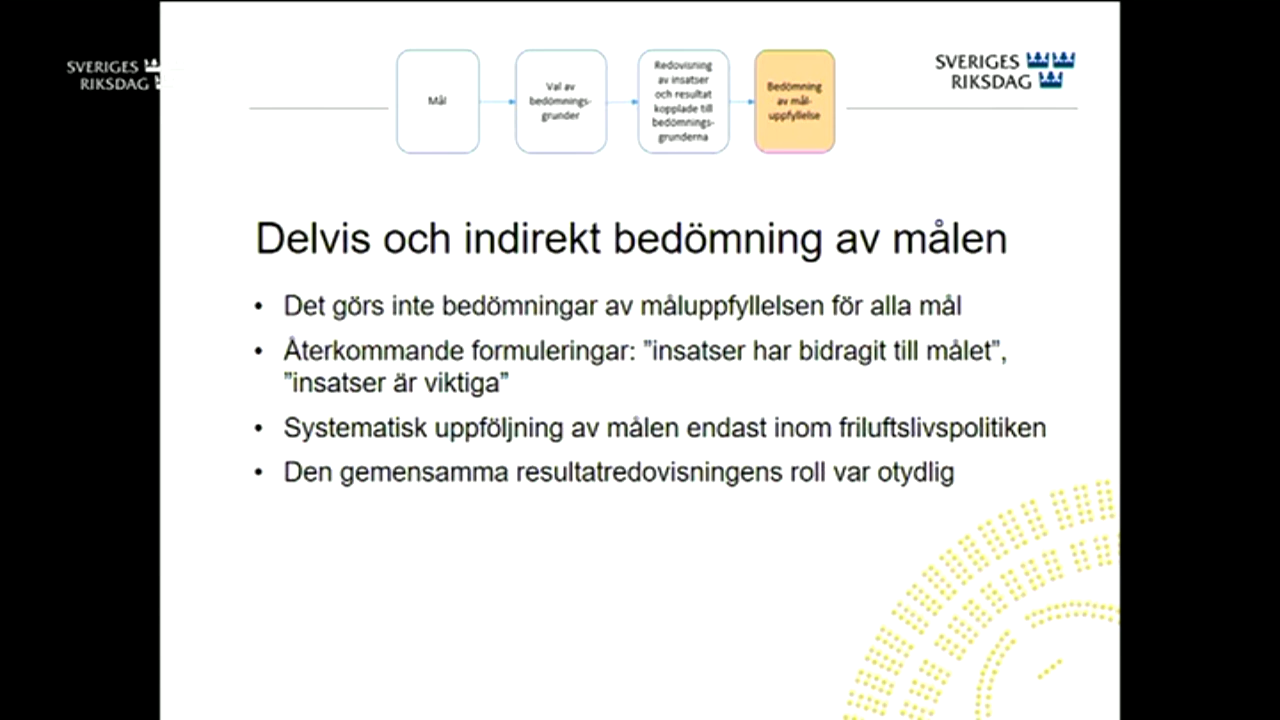 SVERIGES
RIKSDAG
Mål
Val av
bedömnings-
grunder
Redovisning
av insatser
och resultat
kopplade till
bedömnings-
grunderna
Bedömning
av mål-
uppfyllelse
SVERIGES
RIKSDAG
Delvis och indirekt bedömning av målen
• Det görs inte bedömningar av måluppfyllelsen för alla mål
• Återkommande formuleringar: ”insatser har bidragit till målet”,
”insatser är viktiga”
• Systematisk uppföljning av målen endast inom friluftslivspolitiken
• Den gemensamma resultatredovisningens roll var otydlig